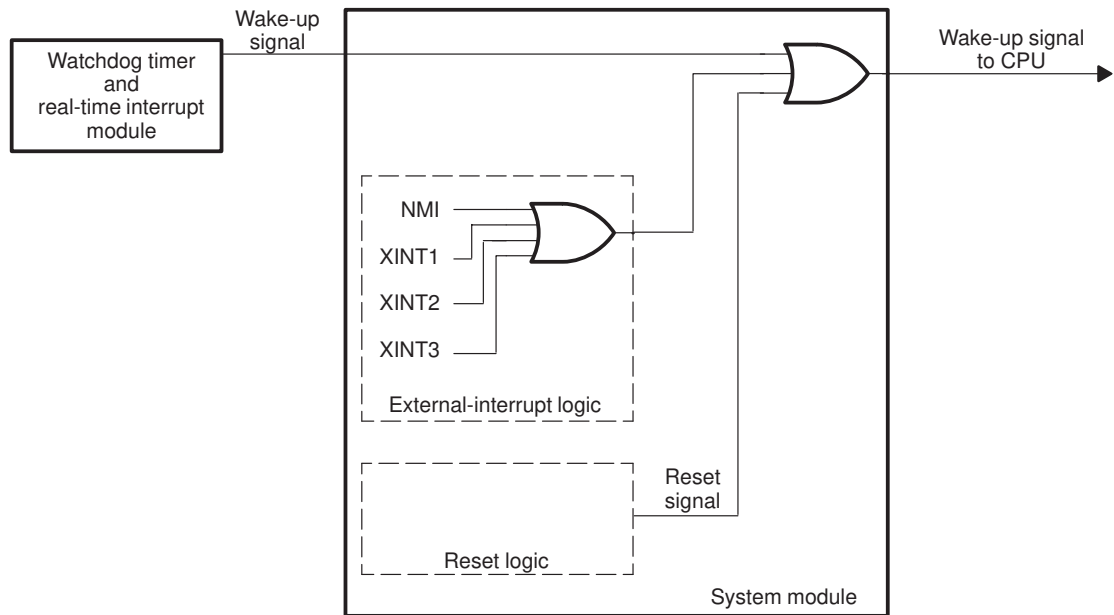 Wake-up
signal
Watchdog timer
and
real-time interrupt
module
Wake-up signal
to CPU
NMI
XINT1
XINT2
XINT3
External-interrupt logic
Reset
signal
Reset logic
System module